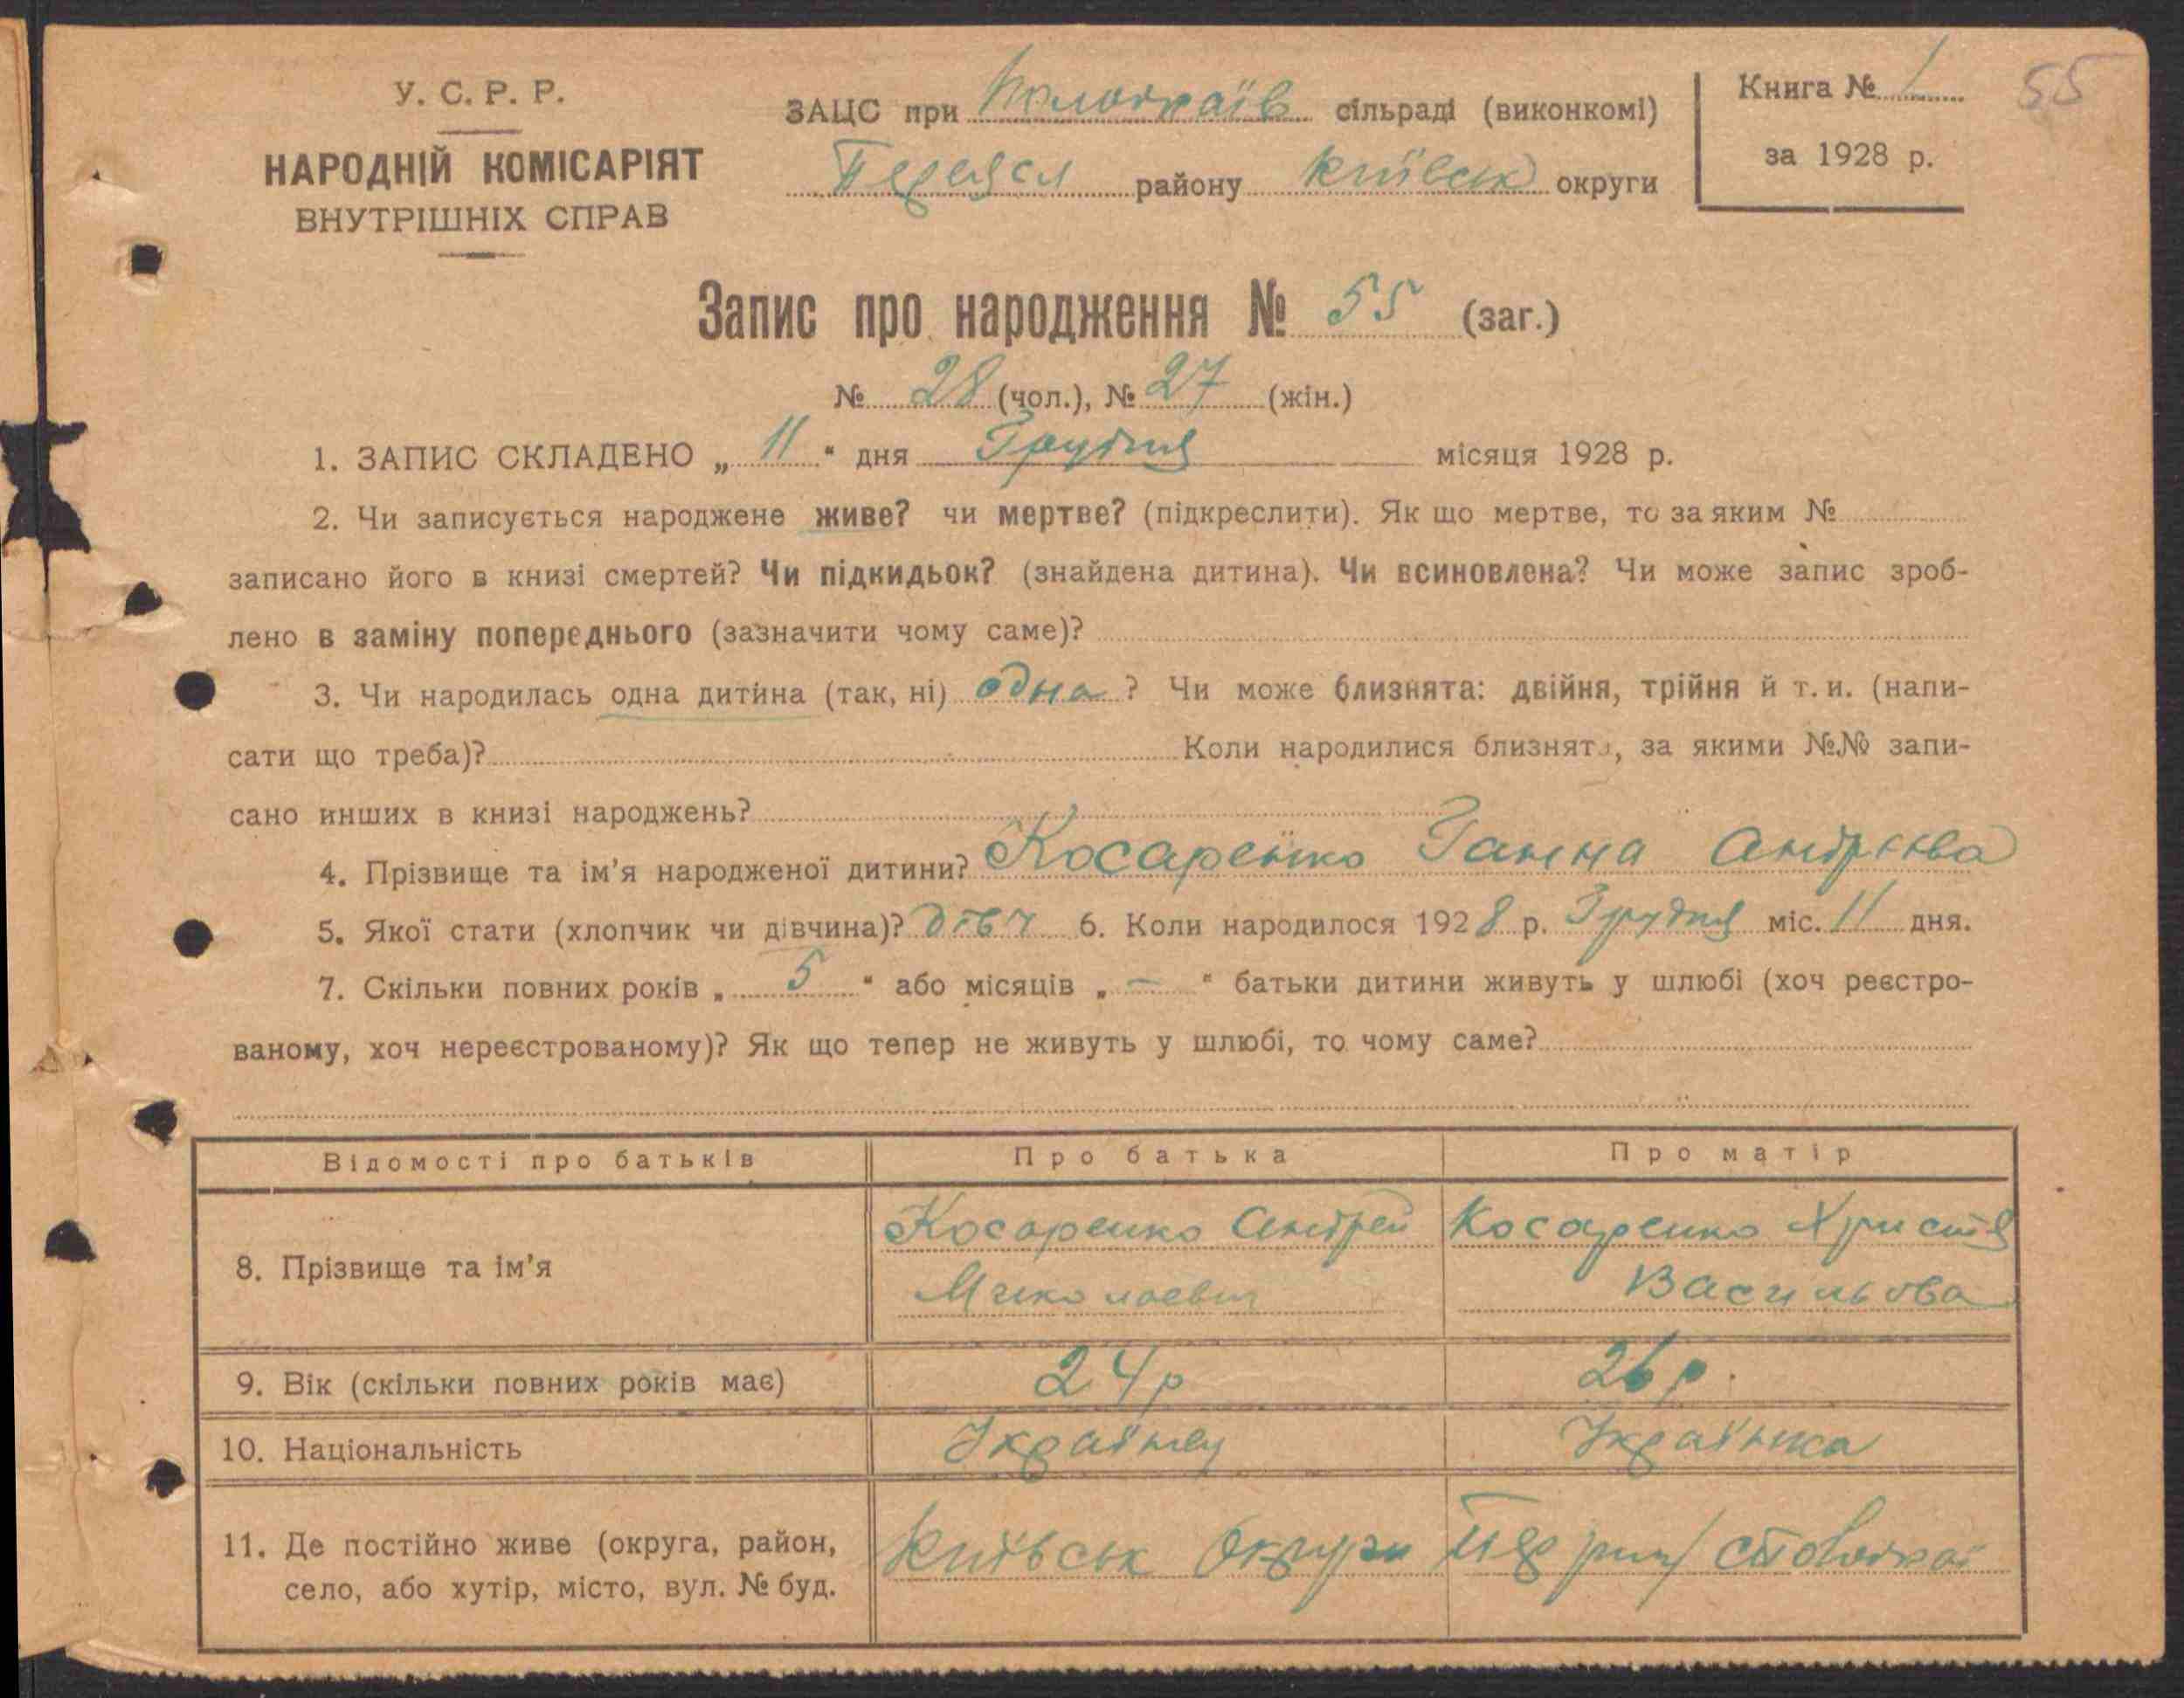 У. С. Р. Р.
НАРОДНІЙ КОМІСАРІЯТ
ВНУТРІШНІХ СПРАВ
ЗАЦС при сільраді (виконкомі)
Переясл району Київськ округи
Книга № 1
за 1928 р.
55
Запис про народження № 55 (заг.)
№ 28 (чол.), № 27 (жін.)
1. ЗАПИС СКЛАДЕНО „ 11 “ дня Грудня місяця 1928 р.
2. Чи записується народжене живе? чи мертве? (підкреслити). Як що мертве, то за яким №
записано його в книзі смертей? Чи підкидьок? (знайдена дитина). Чи всиновлена? Чи може запис зроб-
лено в заміну попереднього (зазначити чому саме)?
3. Чи народилась одна дитина (так, ні) одна ? Чи може близнята: двійня, трійня й т. и. (напи-
сати що треба)? Коли народилися близнята, за якими №№ запи-
сано инших в книзі народжень?
4. Прізвище та ім’я народженої дитини? Косаренко Ганна Андрєєва
5. Якої стати (хлопчик чи дівчина)? дівч 6. Коли народилося 1928 р. Грудня міс. 11 дня.
7. Скільки повних років „ 5 “ або місяців „ — “ батьки дитини живуть у шлюбі (хоч реєстро-
ваному, хоч нереєстрованому)? Як що тепер не живуть у шлюбі, то чому саме?
Відомості про батьків Про батька Про матір
8. Прізвище та ім’я Косаренко Андрей Косаренко Христя
Миколаевич Васильова
9. Вік (скільки повних років має) 24 р 26 р.
10. Національність Українец Українка
11. Де постійно живе (округа, район,
село, або хутір, місто, вул. № буд. Київськ Округи